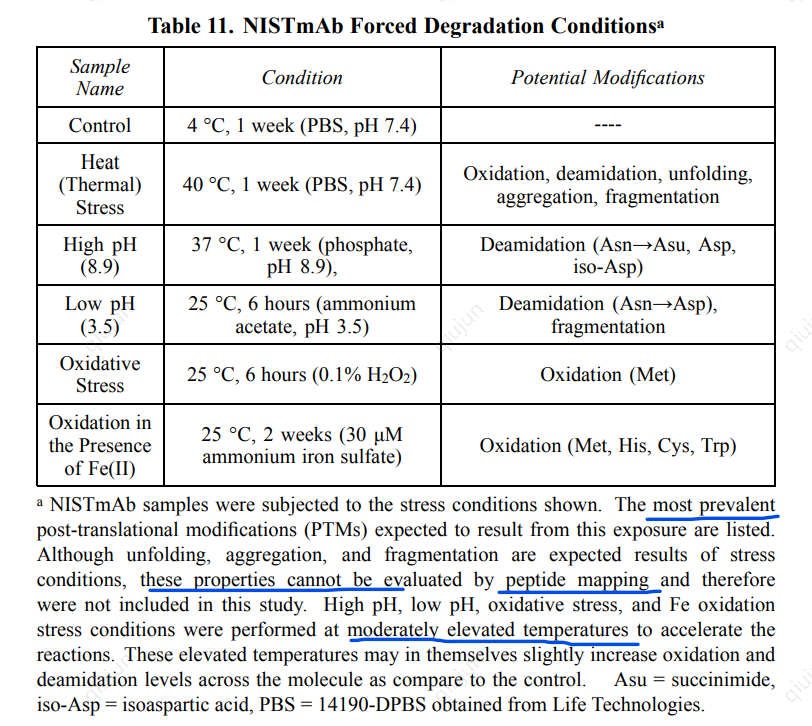 Table 11. NISTmAb Forced Degradation Conditionsᵃ
Sample Name
Condition
Potential Modifications
Control
4 °C, 1 week (PBS, pH 7.4)
----
Heat
(Thermal)
Stress
40 °C, 1 week (PBS, pH 7.4)
Oxidation, deamidation, unfolding,
aggregation, fragmentation
High pH
(8.9)
37 °C, 1 week (phosphate,
pH 8.9),
Deamidation (Asn→Asu, Asp,
iso-Asp)
Low pH
(3.5)
25 °C, 6 hours (ammonium
acetate, pH 3.5)
Deamidation (Asn→Asp),
fragmentation
Oxidative
Stress
25 °C, 6 hours (0.1% H₂O₂)
Oxidation (Met)
Oxidation in
the Presence
of Fe(II)
25 °C, 2 weeks (30 µM
ammonium iron sulfate)
Oxidation (Met, His, Cys, Trp)
ᵃ NISTmAb samples were subjected to the stress conditions shown. The most prevalent
post-translational modifications (PTMs) expected to result from this exposure are listed.
Although unfolding, aggregation, and fragmentation are expected results of stress
conditions, these properties cannot be evaluated by peptide mapping and therefore
were not included in this study. High pH, low pH, oxidative stress, and Fe oxidation
stress conditions were performed at moderately elevated temperatures to accelerate the
reactions. These elevated temperatures may in themselves slightly increase oxidation and
deamidation levels across the molecule as compare to the control. Asu = succinimide,
iso-Asp = isoaspartic acid, PBS = 14190-DPBS obtained from Life Technologies.
qiujun
qiujun
qiujun
qiujun
qiujun
qiujun